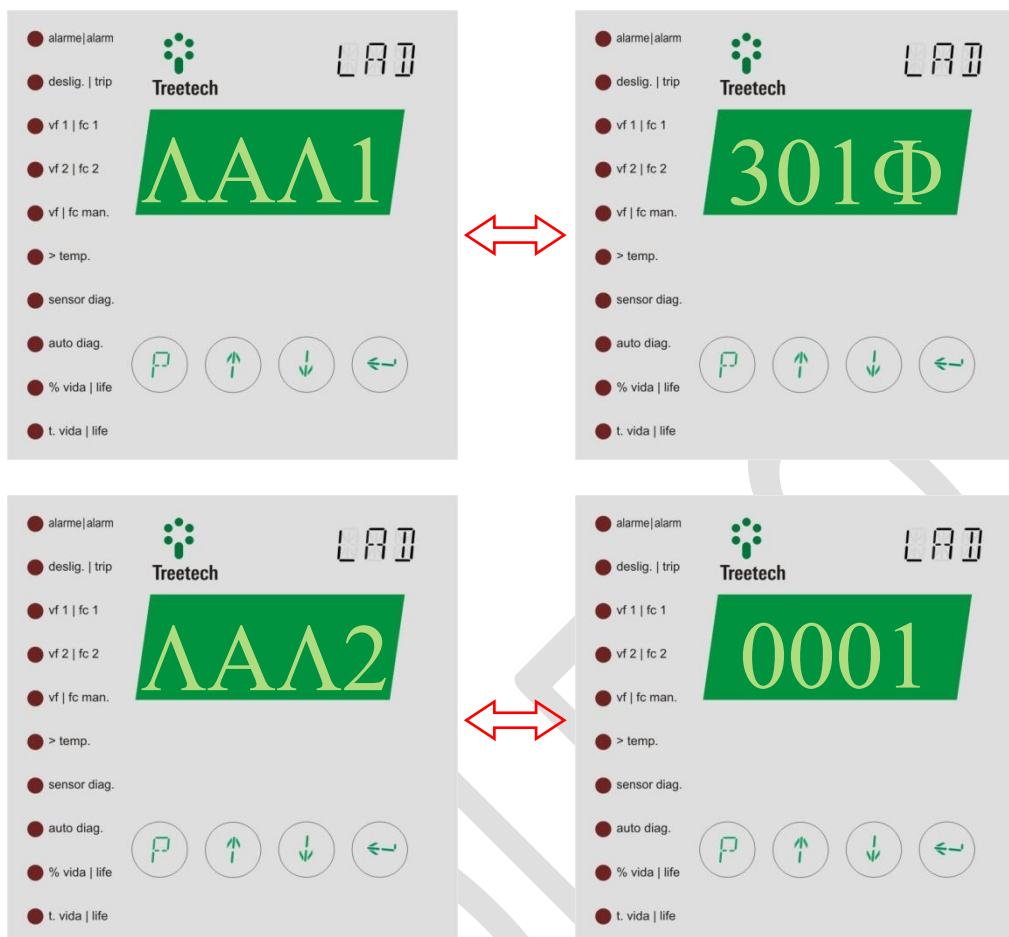 alarme|alarm
deslig. | trip
vf 1 | fc 1
vf 2 | fc 2
vf | fc man.
> temp.
sensor diag.
auto diag.
% vida | life
t. vida | life
Treetech
LAD
ΛΑΛ1
P
alarme|alarm
deslig. | trip
vf 1 | fc 1
vf 2 | fc 2
vf | fc man.
> temp.
sensor diag.
auto diag.
% vida | life
t. vida | life
Treetech
LAD
301Φ
P
alarme|alarm
deslig. | trip
vf 1 | fc 1
vf 2 | fc 2
vf | fc man.
> temp.
sensor diag.
auto diag.
% vida | life
t. vida | life
Treetech
LAD
ΛΑΛ2
P
alarme|alarm
deslig. | trip
vf 1 | fc 1
vf 2 | fc 2
vf | fc man.
> temp.
sensor diag.
auto diag.
% vida | life
t. vida | life
Treetech
LAD
0001
P